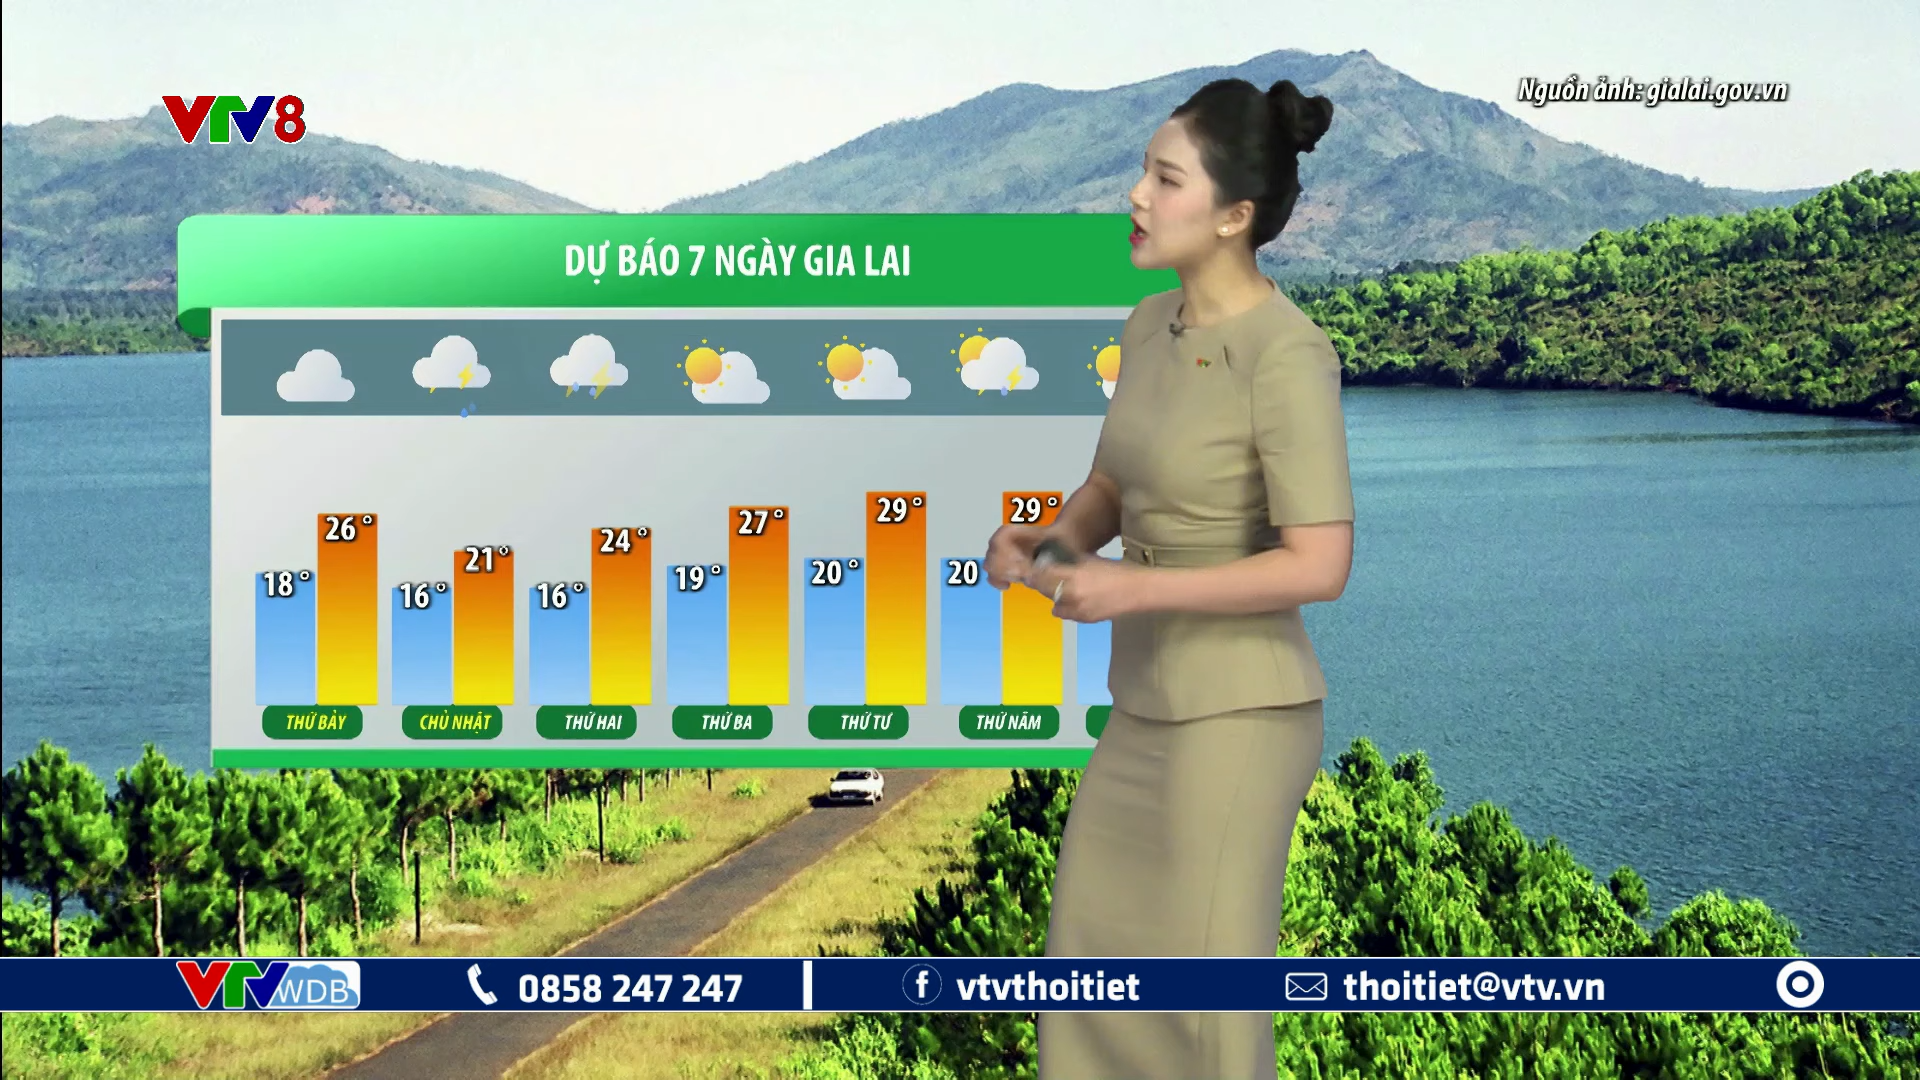 VTV8
Nguồn ảnh: gialai.gov.vn
DỰ BÁO 7 NGÀY GIA LAI
18° 26° 16° 21° 16° 24° 19° 27° 20° 29° 20 29°
THỨ BẢY CHỦ NHẬT THỨ HAI THỨ BA THỨ TƯ THỨ NĂM
VTV WDB 0858 247 247 vtvthoitiet thoitiet@vtv.vn